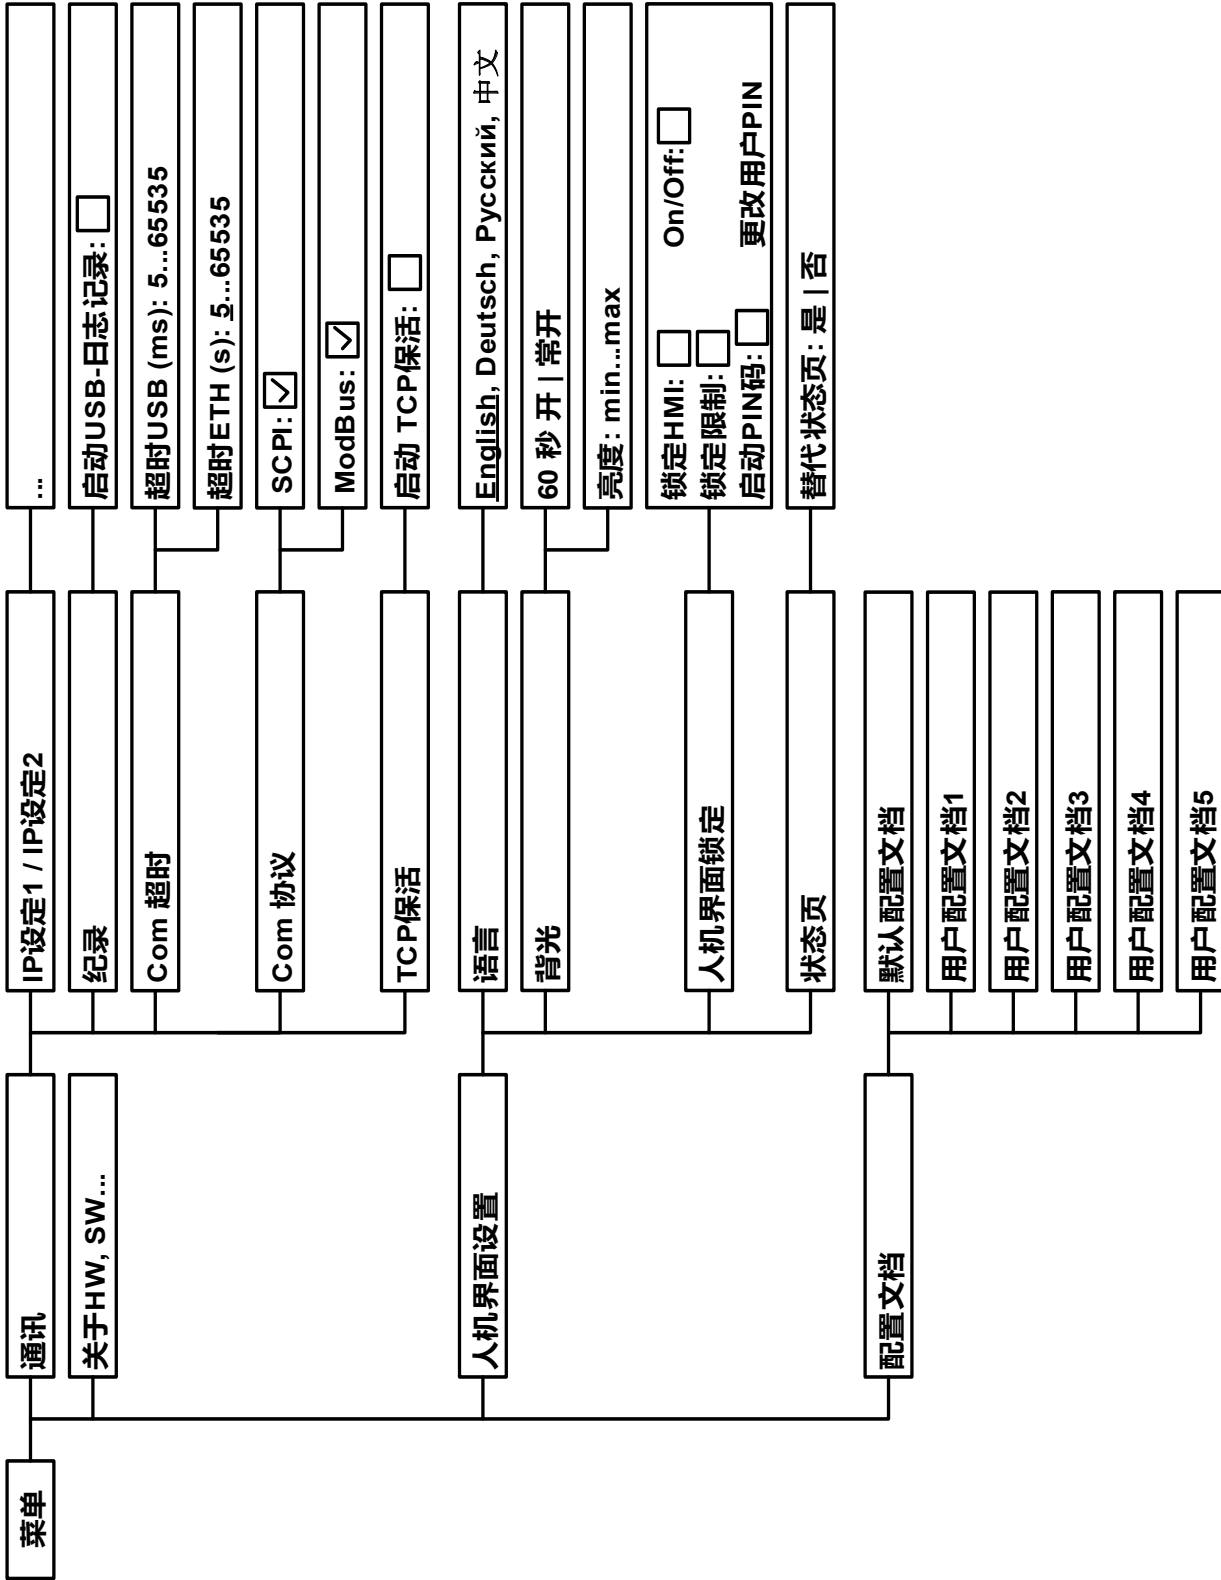 菜单
通讯
IP设定1 / IP设定2
...
纪录
启动USB-日志记录:
Com 超时
超时USB (ms): 5...65535
超时ETH (s): 5...65535
Com 协议
SCPI:
ModBus:
TCP保活
启动 TCP保活:
关于HW, SW...
人机界面设置
语言
English, Deutsch, Русский, 中文
背光
60 秒 开 | 常开
亮度: min...max
人机界面锁定
锁定HMI: On/Off:
锁定限制:
启动PIN码: 更改用户PIN
状态页
替代状态页: 是 | 否
配置文档
默认配置文档
用户配置文档1
用户配置文档2
用户配置文档3
用户配置文档4
用户配置文档5